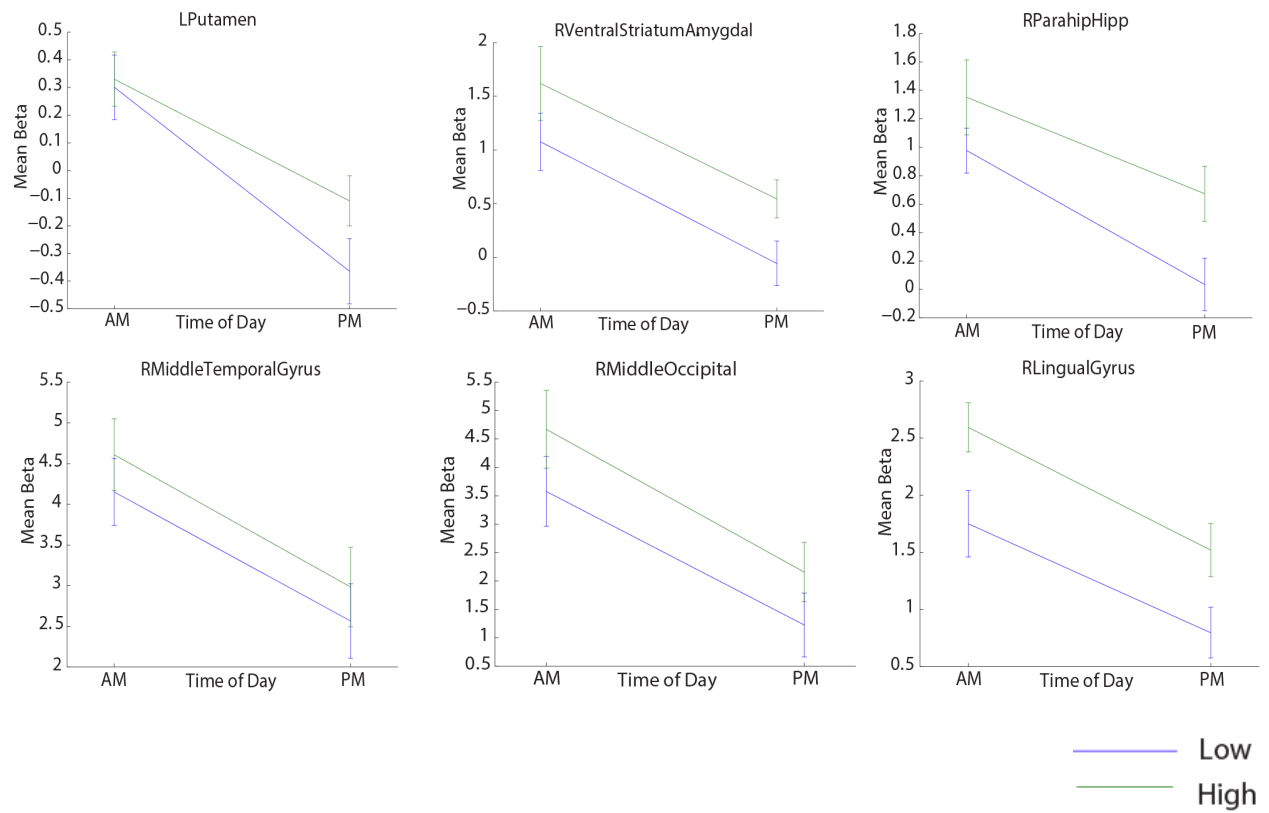 LPutamen
0.5
0.4
0.3
0.2
0.1
0
−0.1
−0.2
−0.3
−0.4
−0.5
Mean Beta
AM Time of Day PM
RVentralStriatumAmygdal
2
1.5
1
0.5
0
−0.5
Mean Beta
AM Time of Day PM
RParahipHipp
1.8
1.6
1.4
1.2
1
0.8
0.6
0.4
0.2
0
−0.2
Mean Beta
AM Time of Day PM
RMiddleTemporalGyrus
5.5
5
4.5
4
3.5
3
2.5
2
Mean Beta
AM Time of Day PM
RMiddleOccipital
5.5
5
4.5
4
3.5
3
2.5
2
1.5
1
0.5
Mean Beta
AM Time of Day PM
RLingualGyrus
3
2.5
2
1.5
1
0.5
Mean Beta
AM Time of Day PM
Low
High